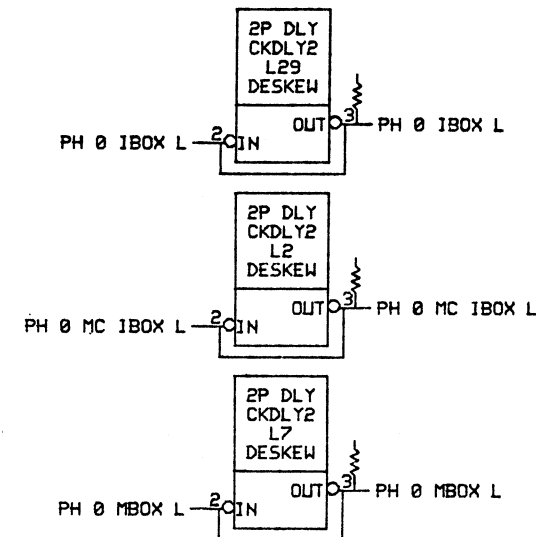 2P DLY
CKDLY2
L29
DESKEW
OUT 3 PH 0 IBOX L
PH 0 IBOX L 2 IN
2P DLY
CKDLY2
L2
DESKEW
OUT 3 PH 0 MC IBOX L
PH 0 MC IBOX L 2 IN
2P DLY
CKDLY2
L7
DESKEW
OUT 3 PH 0 MBOX L
PH 0 MBOX L 2 IN